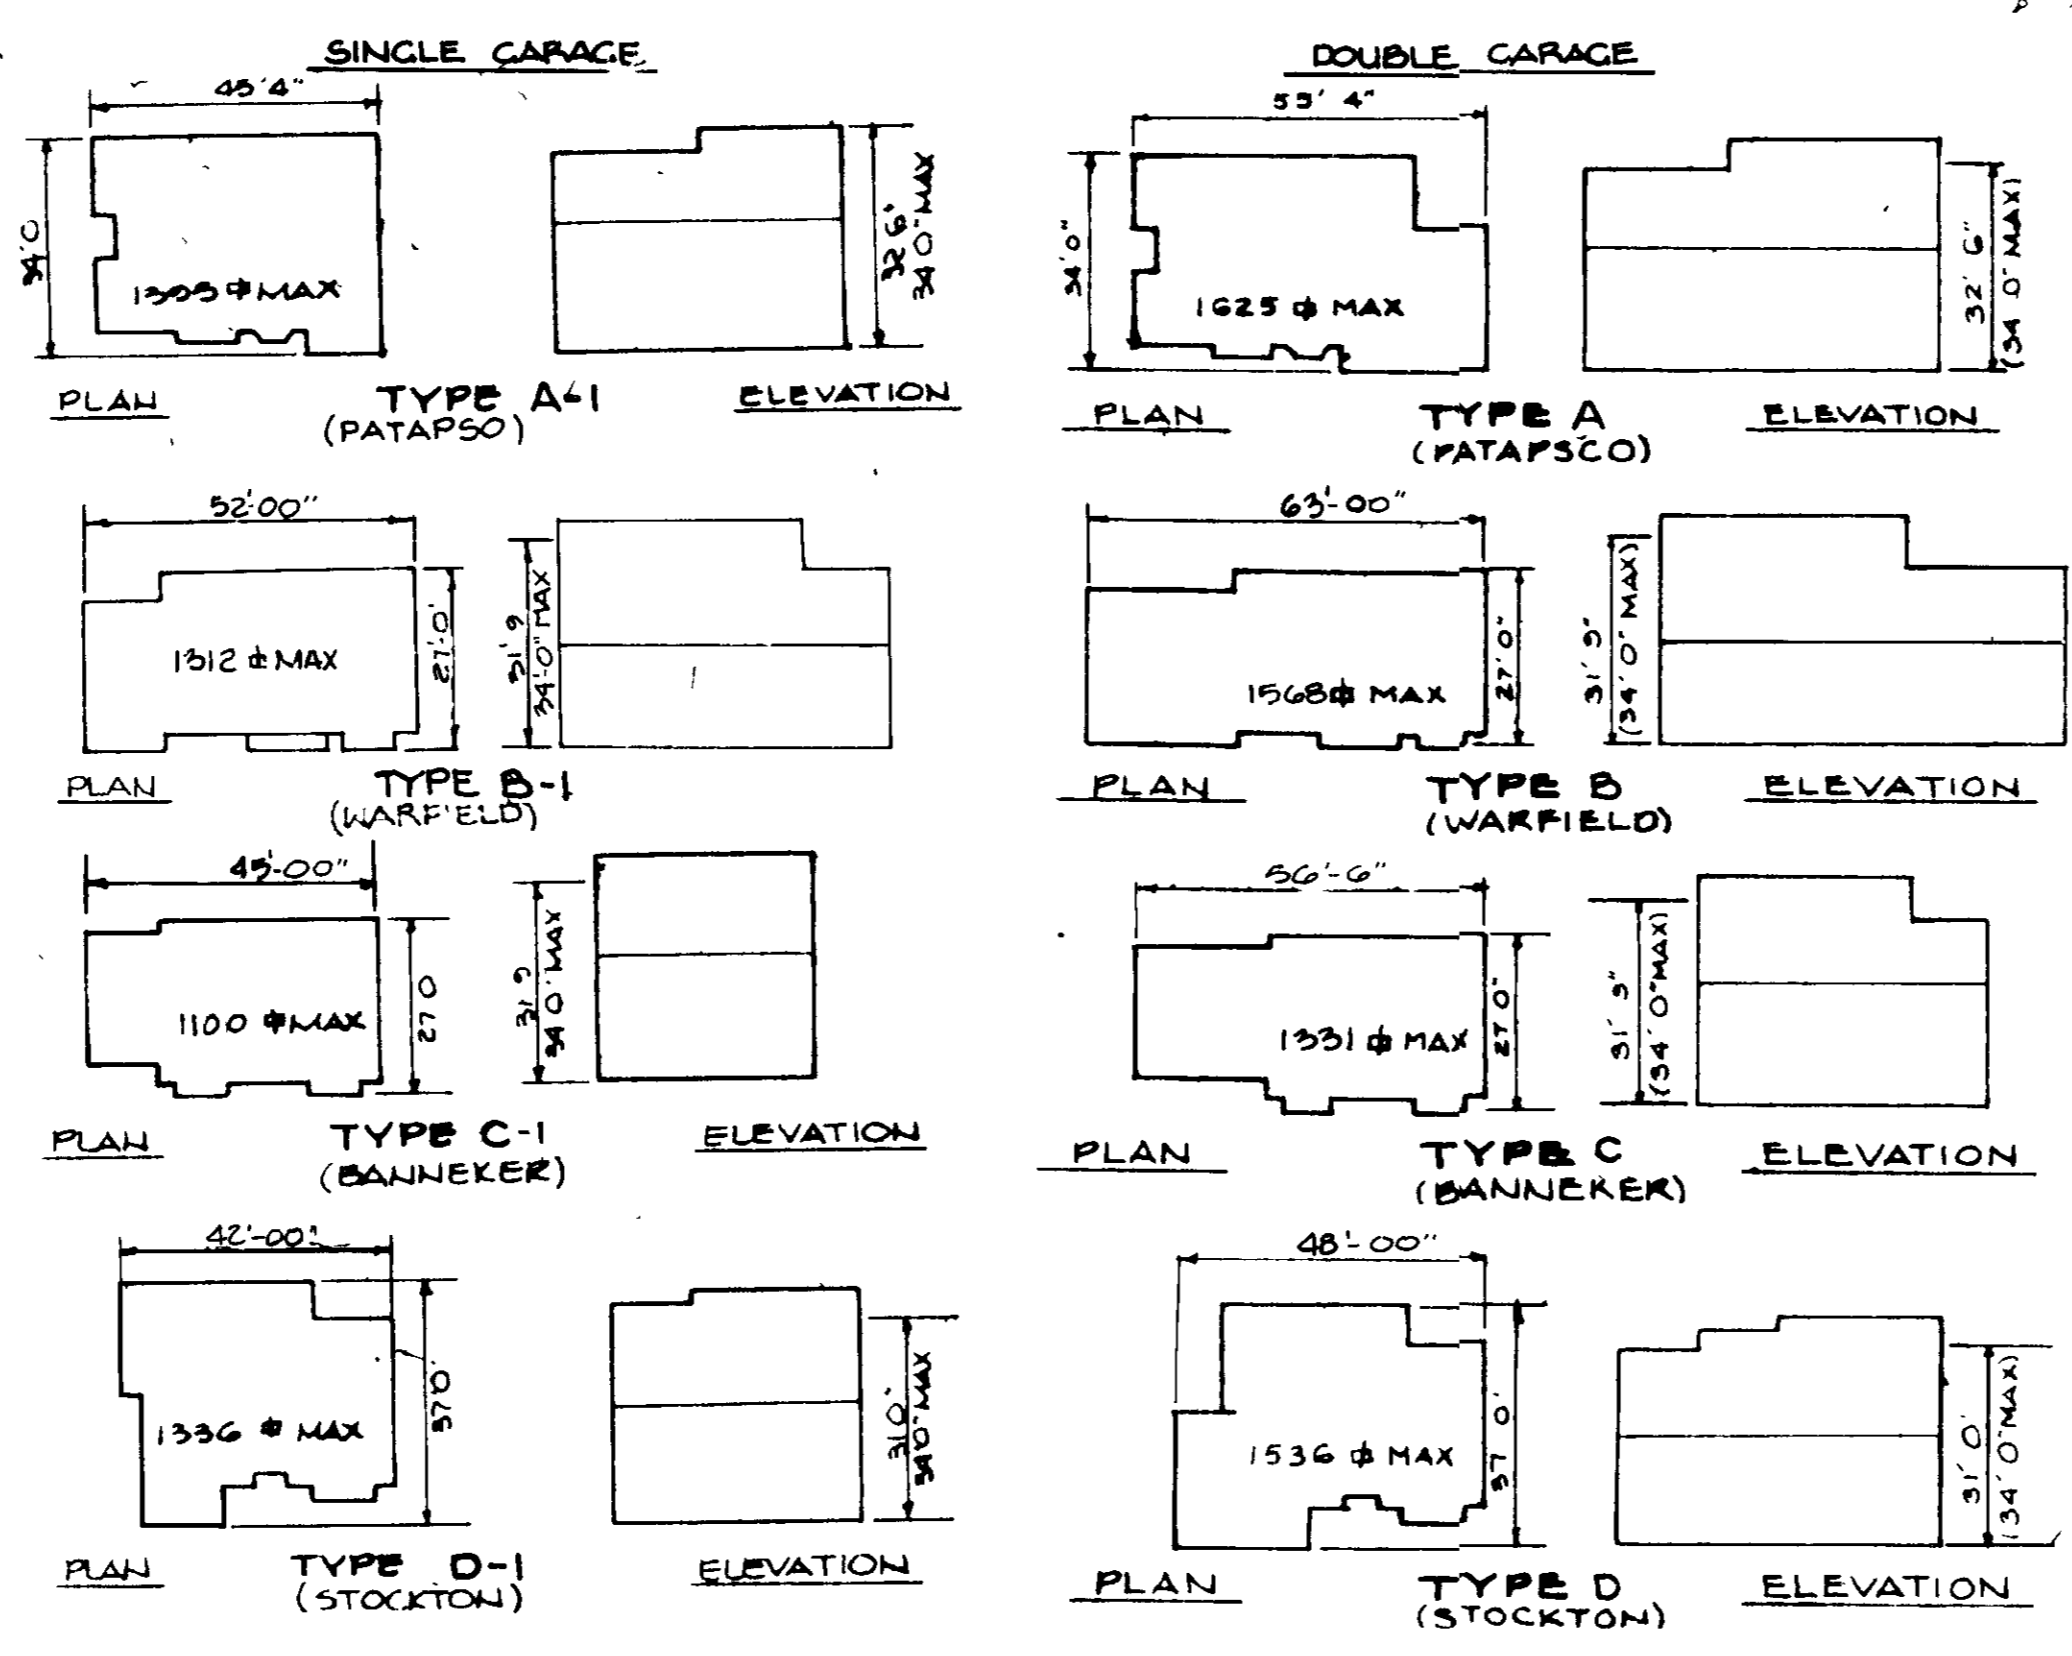 SINGLE GARAGE
45'4"
34'0
MAX
32'6"
34'0" MAX
PLAN
TYPE A-1
(PATAPSO)
ELEVATION
DOUBLE GARAGE
55' 4"
34'0"
1625 ⌽ MAX
32' 6"
(34' 0" MAX)
PLAN
TYPE A
(PATAPSCO)
ELEVATION
52'-00"
1312 ⌽ MAX
27'-0'
31' 9
34'-0" MAX
PLAN
TYPE B-1
(WARFIELD)
63'-00"
1568 ⌽ MAX
27' 0"
31' 9"
(34' 0" MAX)
PLAN
TYPE B
(WARFIELD)
ELEVATION
45'-00"
1100 ⌽ MAX
27 0
31 9
34 0" MAX
PLAN
TYPE C-1
(BANNEKER)
ELEVATION
56'-6"
1331 ⌽ MAX
27 0"
(34' 0" MAX)
PLAN
TYPE C
(BANNEKER)
ELEVATION
42'-00"
1336 ⌽ MAX
37'0'
31'0"
34'0" MAX
PLAN
TYPE D-1
(STOCKTON)
ELEVATION
48'-00"
1536 ⌽ MAX
37' 0'
31' 0'
(34' 0" MAX)
PLAN
TYPE D
(STOCKTON)
ELEVATION